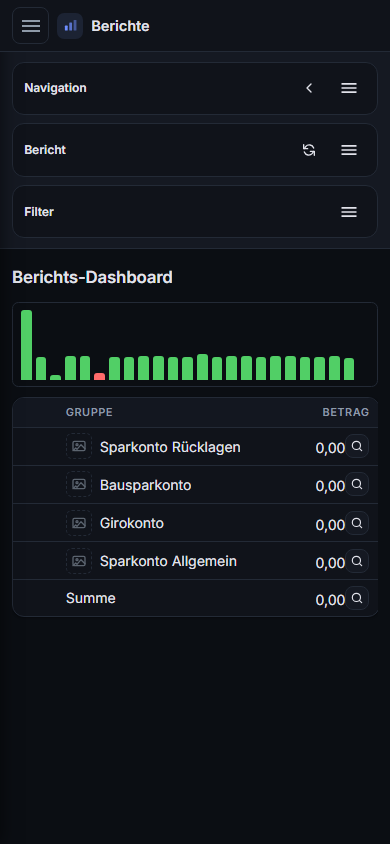 Berichte
Navigation
Bericht
Filter
Berichts-Dashboard
GRUPPE BETRAG
Sparkonto Rücklagen 0,00
Bausparkonto 0,00
Girokonto 0,00
Sparkonto Allgemein 0,00
Summe 0,00